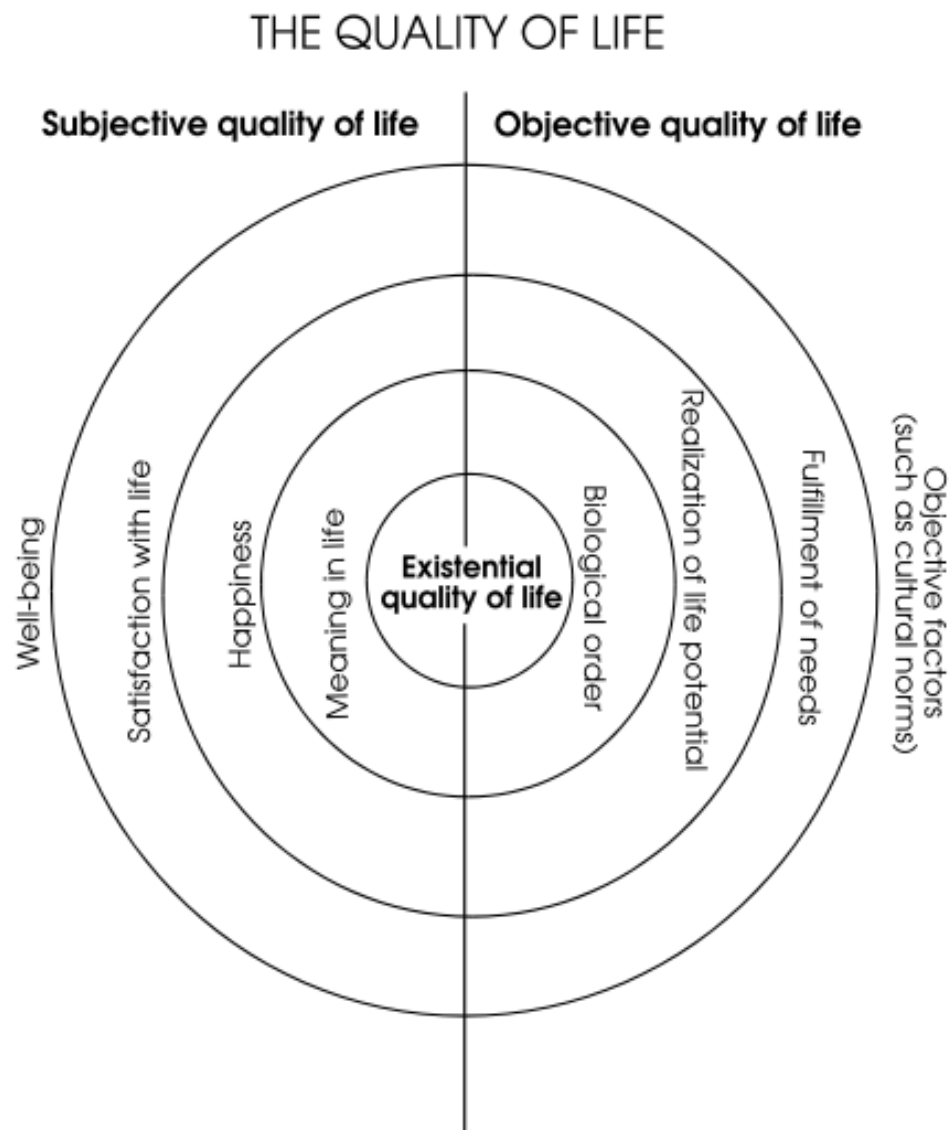 THE QUALITY OF LIFE
Subjective quality of life
Objective quality of life
Well-being
Satisfaction with life
Happiness
Meaning in life
Existential
quality of life
Biological order
Realization of life potential
Fulfillment of needs
Objective factors
(such as cultural norms)